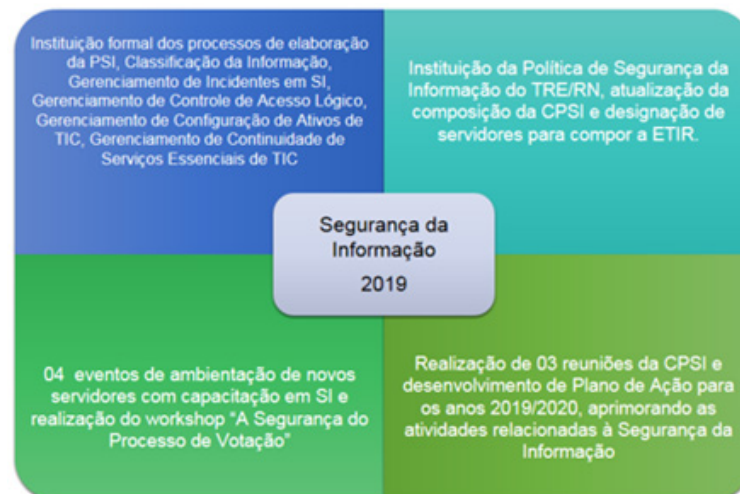 Instituição formal dos processos de elaboração
da PSI, Classificação da Informação,
Gerenciamento de Incidentes em SI,
Gerenciamento de Controle de Acesso Lógico,
Gerenciamento de Configuração de Ativos de
TIC, Gerenciamento de Continuidade de
Serviços Essenciais de TIC
Instituição da Política de Segurança da
Informação do TRE/RN, atualização da
composição da CPSI e designação de
servidores para compor a ETIR.
Segurança da
Informação
2019
04 eventos de ambientação de novos
servidores com capacitação em SI e
realização do workshop “A Segurança do
Processo de Votação”
Realização de 03 reuniões da CPSI e
desenvolvimento de Plano de Ação para
os anos 2019/2020, aprimorando as
atividades relacionadas à Segurança da
Informação